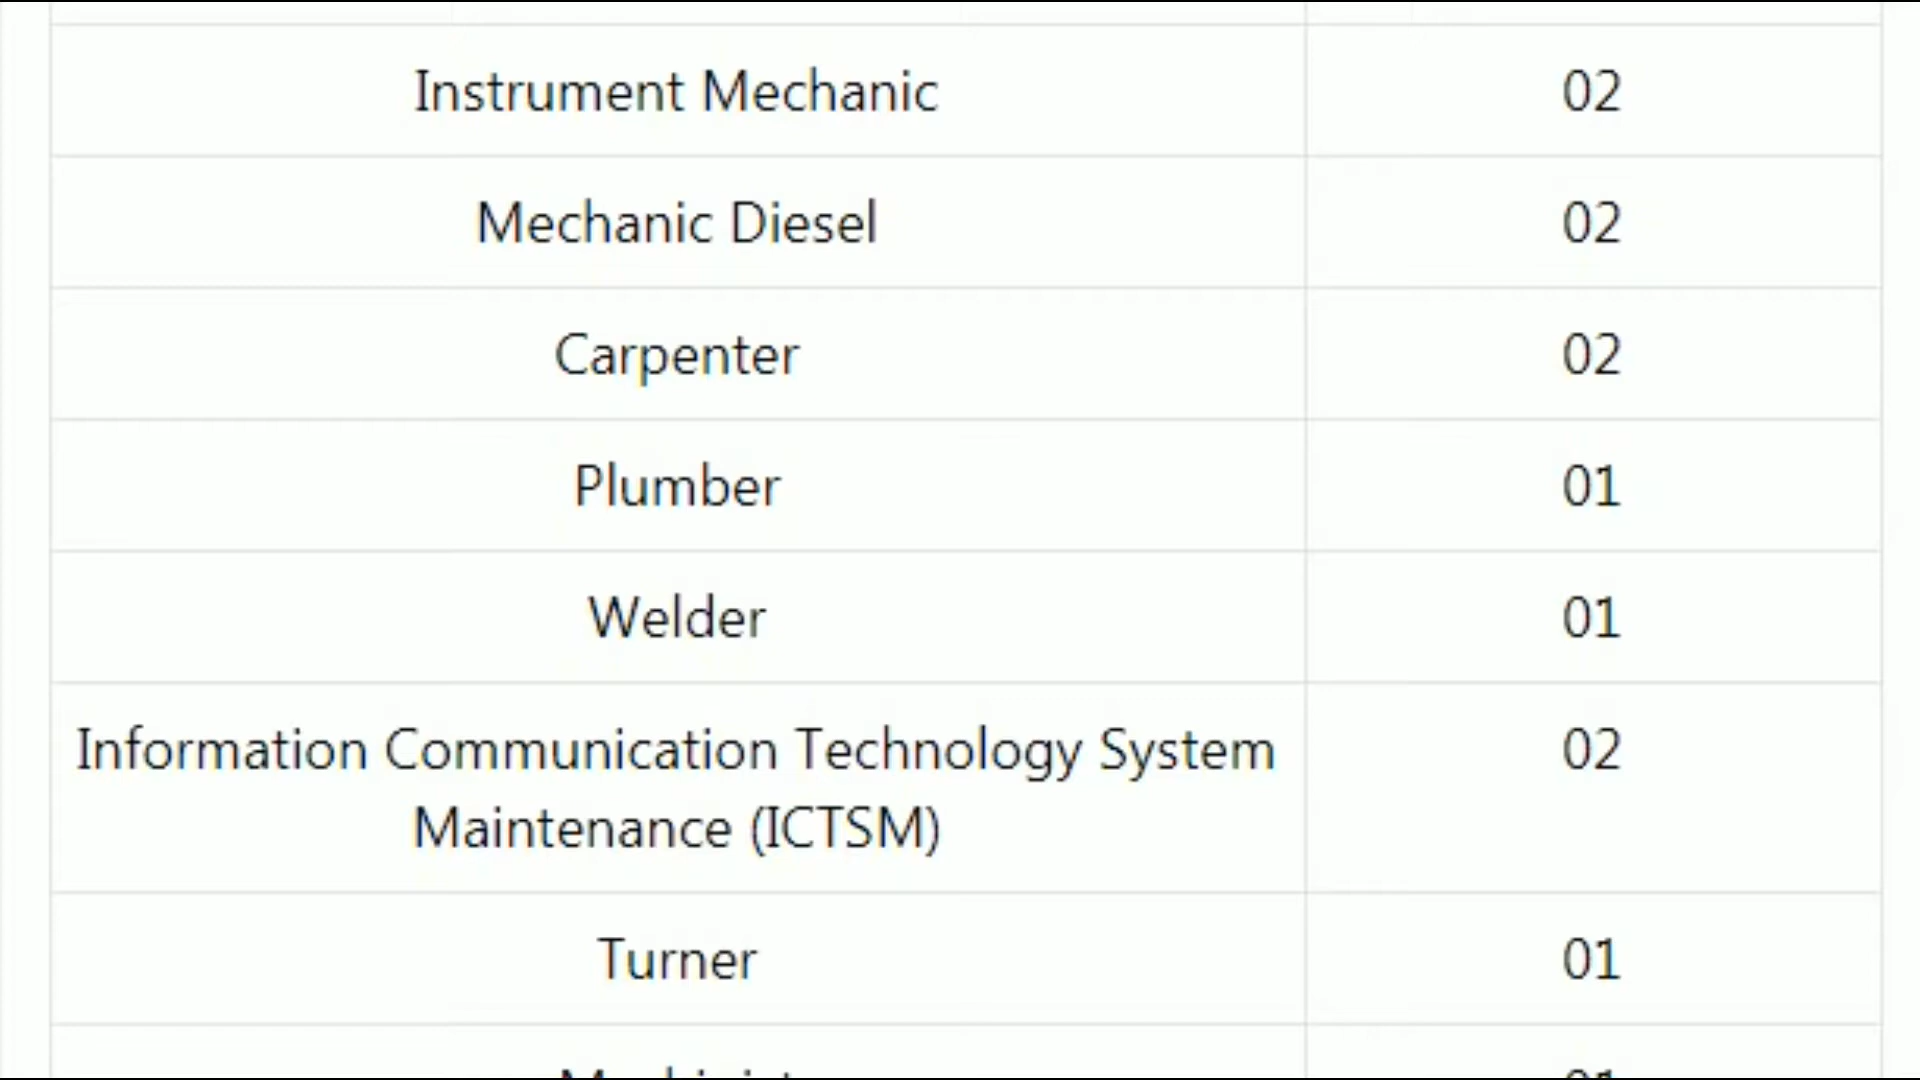 Instrument Mechanic 02
Mechanic Diesel 02
Carpenter 02
Plumber 01
Welder 01
Information Communication Technology System 02
Maintenance (ICTSM)
Turner 01